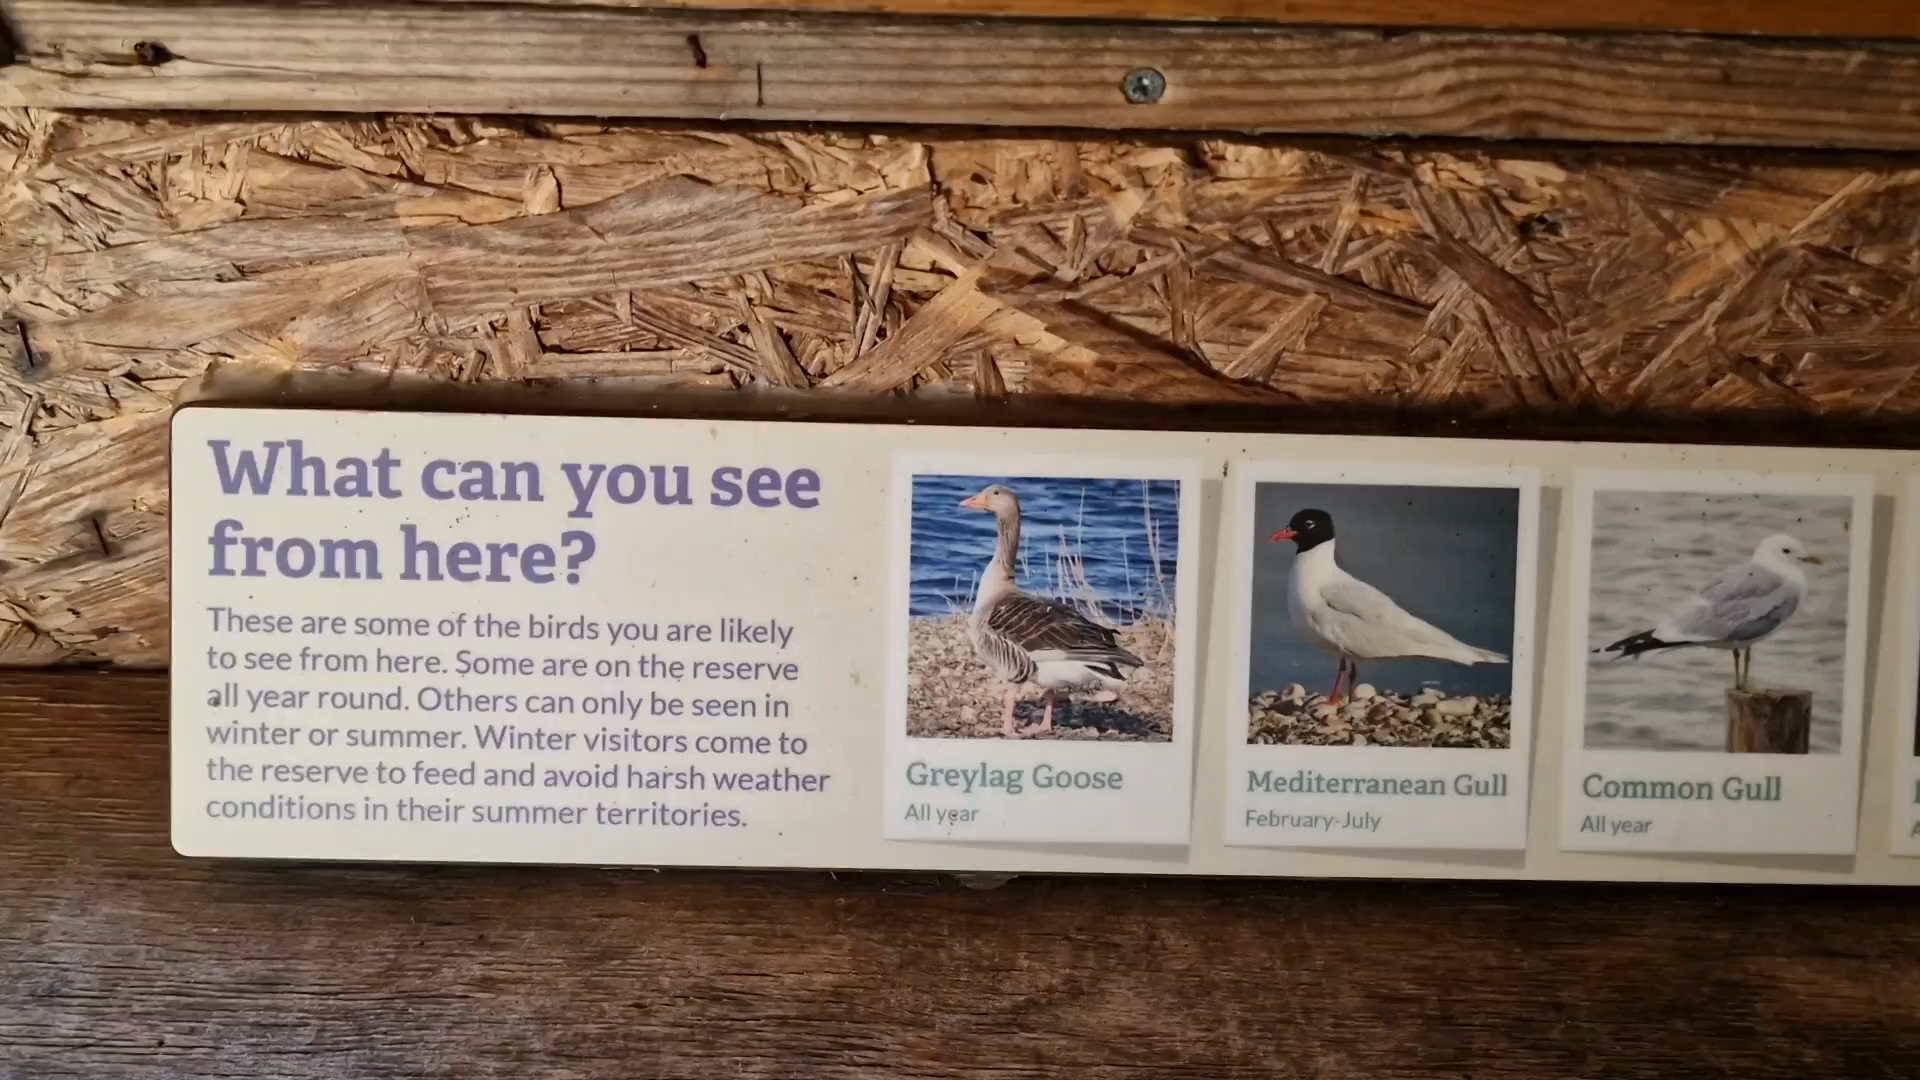 What can you see
from here?
These are some of the birds you are likely
to see from here. Some are on the reserve
all year round. Others can only be seen in
winter or summer. Winter visitors come to
the reserve to feed and avoid harsh weather
conditions in their summer territories.
Greylag Goose
All year
Mediterranean Gull
February-July
Common Gull
All year